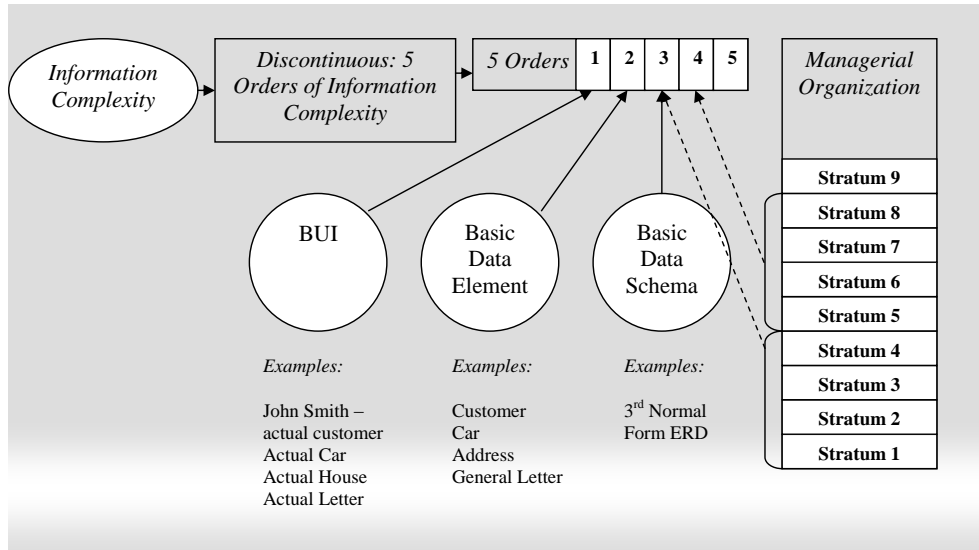 Information
Complexity
Discontinuous: 5
Orders of Information
Complexity
5 Orders 1 2 3 4 5
Managerial
Organization
Stratum 9
Stratum 8
Stratum 7
Stratum 6
Stratum 5
Stratum 4
Stratum 3
Stratum 2
Stratum 1
BUI
Basic
Data
Element
Basic
Data
Schema
Examples:
John Smith –
actual customer
Actual Car
Actual House
Actual Letter
Examples:
Customer
Car
Address
General Letter
Examples:
3rd Normal
Form ERD